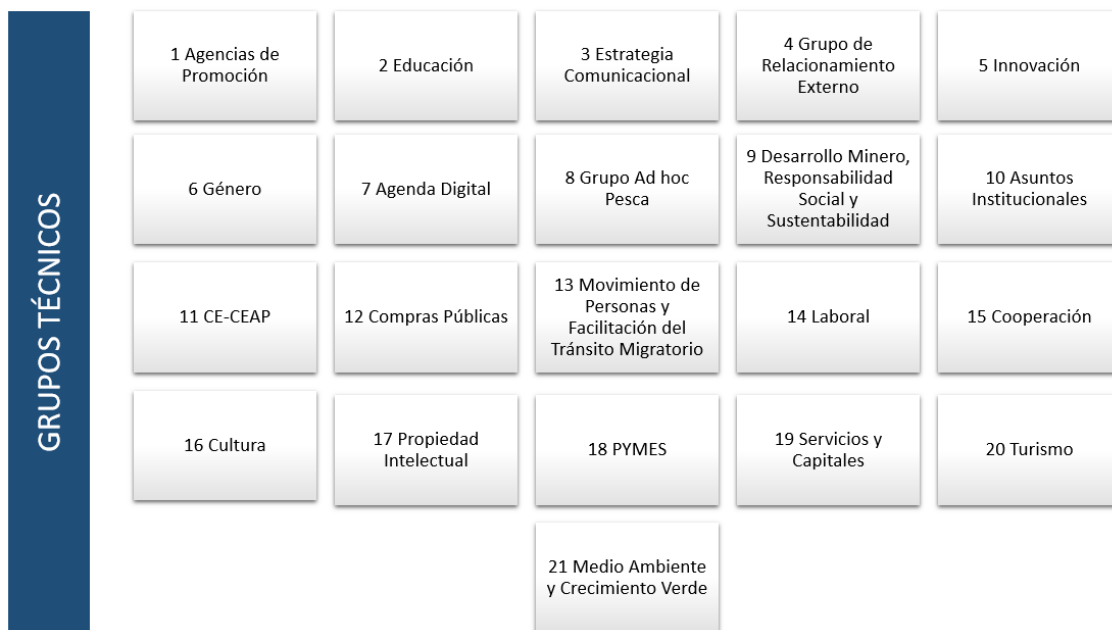 GRUPOS TÉCNICOS
1 Agencias de
Promoción
2 Educación
3 Estrategia
Comunicacional
4 Grupo de
Relacionamiento
Externo
5 Innovación
6 Género
7 Agenda Digital
8 Grupo Ad hoc
Pesca
9 Desarrollo Minero,
Responsabilidad
Social y
Sustentabilidad
10 Asuntos
Institucionales
11 CE-CEAP
12 Compras Públicas
13 Movimiento de
Personas y
Facilitación del
Tránsito Migratorio
14 Laboral
15 Cooperación
16 Cultura
17 Propiedad
Intelectual
18 PYMES
19 Servicios y
Capitales
20 Turismo
21 Medio Ambiente
y Crecimiento Verde